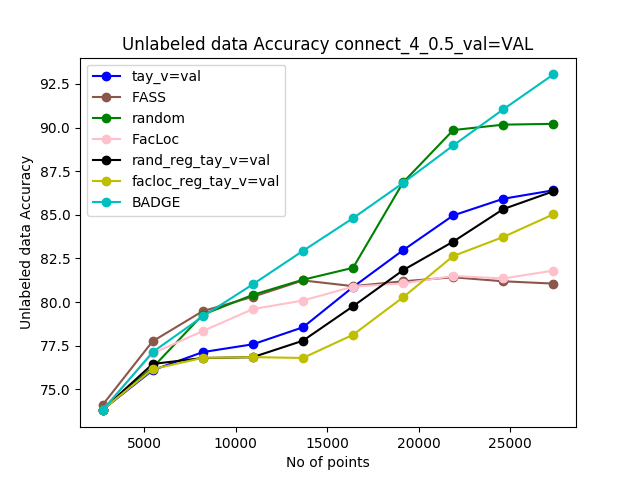 Unlabeled data Accuracy connect_4_0.5_val=VAL
tay_v=val
FASS
random
FacLoc
rand_reg_tay_v=val
facloc_reg_tay_v=val
BADGE
Unlabeled data Accuracy
92.5
90.0
87.5
85.0
82.5
80.0
77.5
75.0
5000
10000
15000
20000
25000
No of points